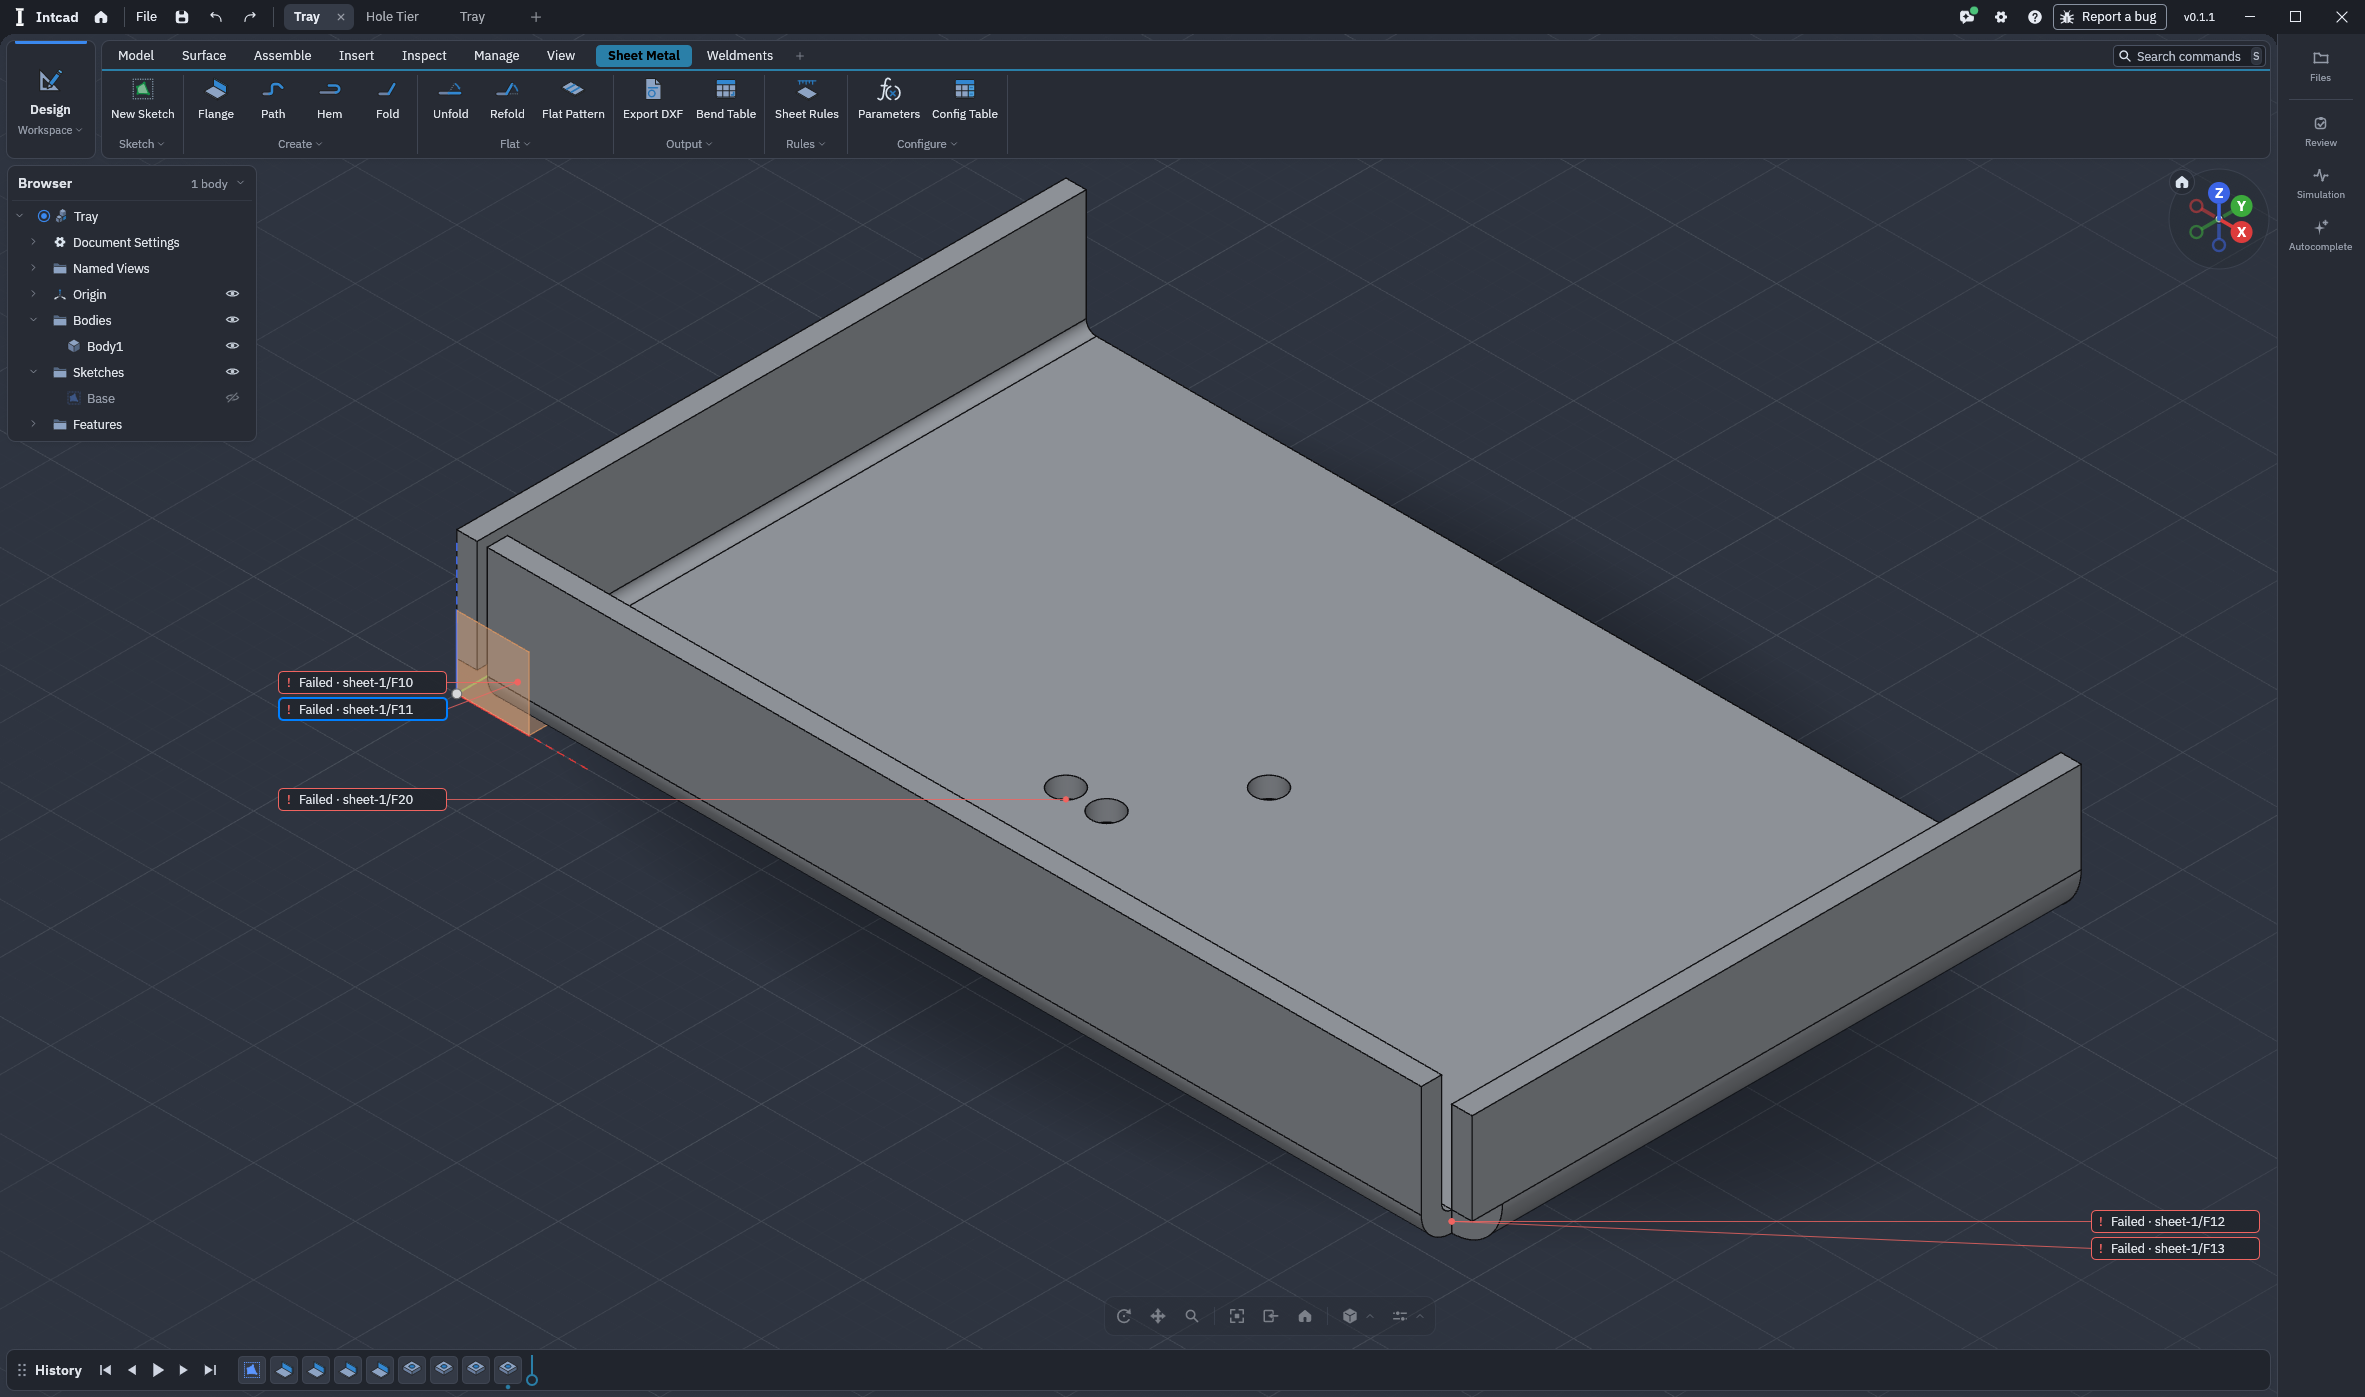 Intcad File Tray Hole Tier Tray Report a bug v0.1.1
Model Surface Assemble Insert Inspect Manage View Sheet Metal Weldments Search commands S
Design
Workspace
New Sketch Flange Path Hem Fold Unfold Refold Flat Pattern Export DXF Bend Table Sheet Rules Parameters Config Table
Sketch Create Flat Output Rules Configure
Files
Review
Simulation
Autocomplete
Browser 1 body
Tray
Document Settings
Named Views
Origin
Bodies
Body1
Sketches
Base
Features
Z
Y
X
! Failed · sheet-1/F10
! Failed · sheet-1/F11
! Failed · sheet-1/F20
! Failed · sheet-1/F12
! Failed · sheet-1/F13
History